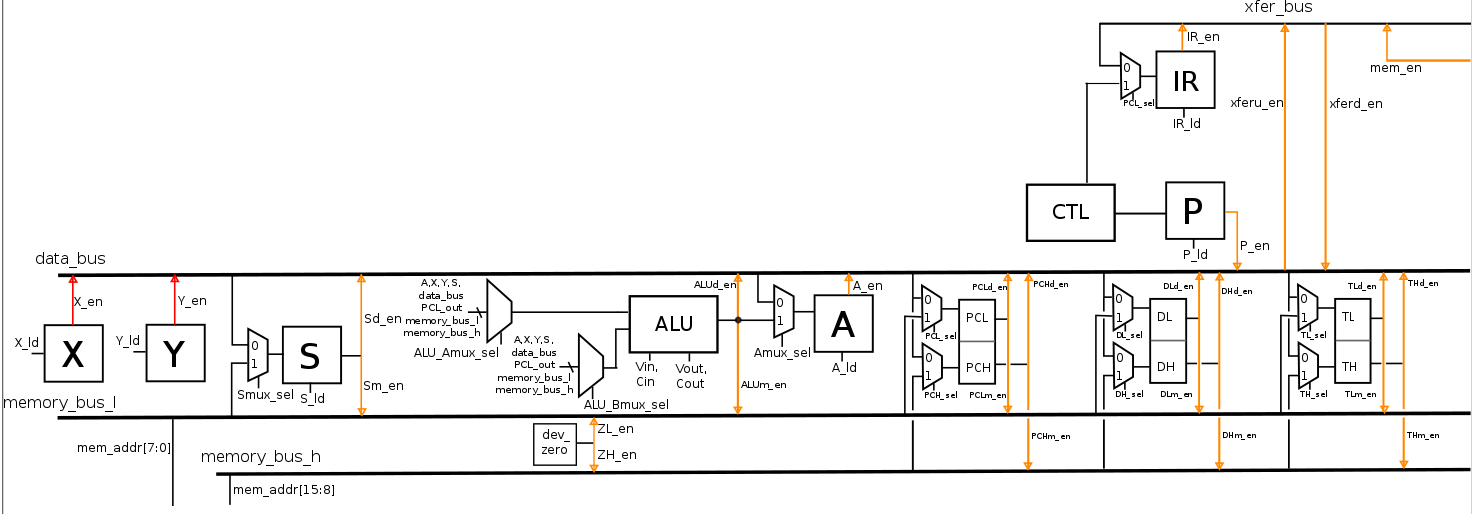 xfer_bus
IR_en
0
1
IR
PCL_sel
IR_ld
mem_en
xferu_en
xferd_en
CTL
P
P_ld
P_en
data_bus
X_en
X_ld
X
Y_en
Y_ld
Y
0
1
S
Smux_sel
S_ld
Sd_en
Sm_en
A,X,Y,S,
data_bus
PCL_out
memory_bus_l
memory_bus_h
ALU_Amux_sel
A,X,Y,S,
data_bus
PCL_out
memory_bus_l
memory_bus_h
ALU_Bmux_sel
ALU
Vin,
Cin
Vout,
Cout
ALUd_en
ALUm_en
0
1
Amux_sel
A_en
A
A_ld
0
1
PCL_sel
0
1
PCH_sel
PCL
PCH
PCLd_en
PCHd_en
PCLm_en
PCHm_en
0
1
DL_sel
0
1
DH_sel
DL
DH
DLd_en
DHd_en
DLm_en
DHm_en
0
1
TL_sel
0
1
TH_sel
TL
TH
TLd_en
THd_en
TLm_en
THm_en
memory_bus_l
mem_addr[7:0]
memory_bus_h
mem_addr[15:8]
dev_
zero
ZL_en
ZH_en